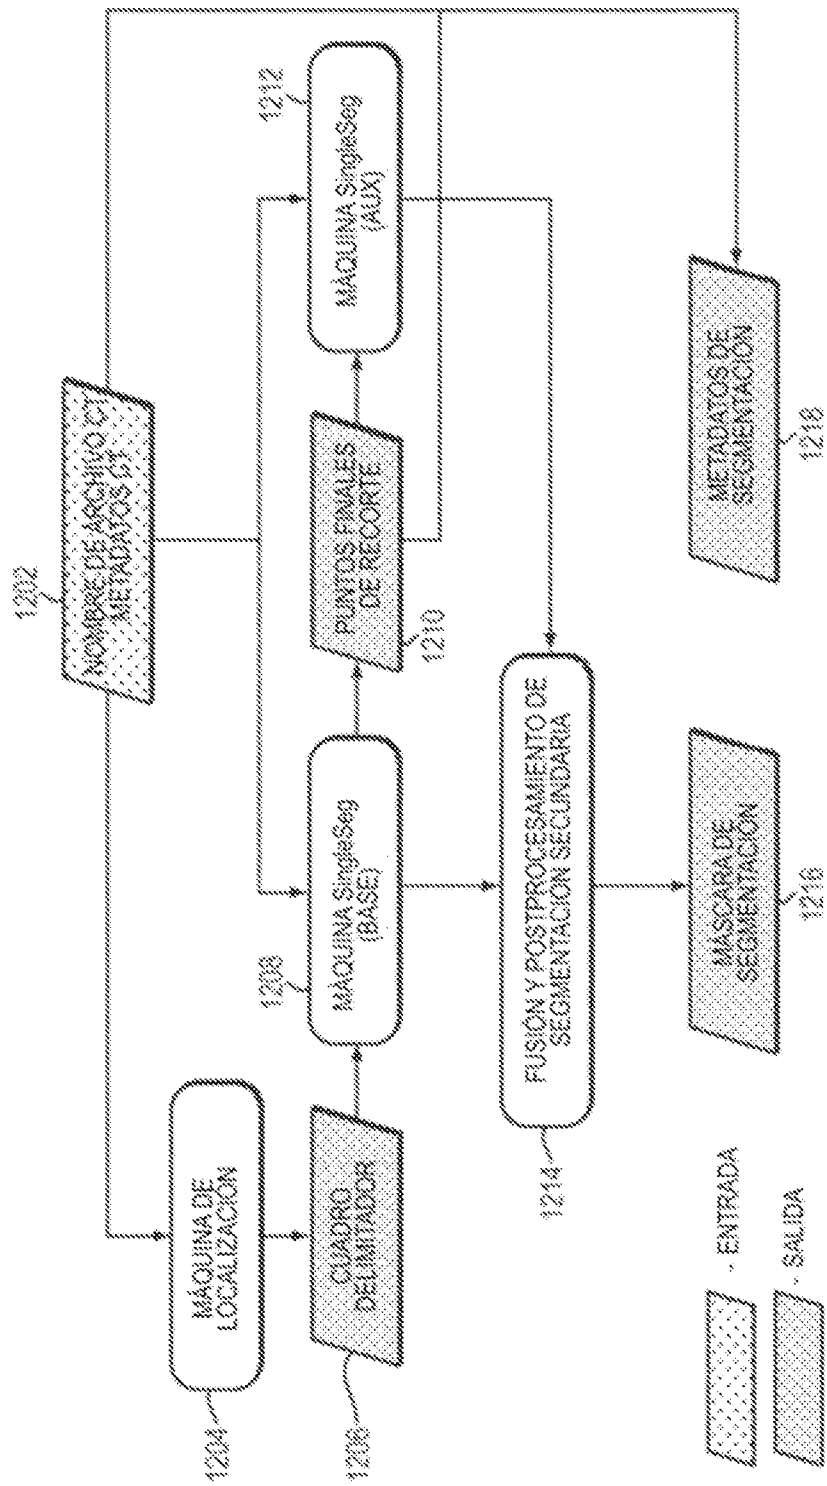 1202
NOMBRE DE ARCHIVO CT
METADATOS CT
1204
MÁQUINA DE
LOCALIZACIÓN
1206
CUADRO
DELIMITADOR
1208
MÁQUINA SingleSeg
(BASE)
PUNTOS FINALES
DE RECORTE
1210
1212
MÁQUINA SingleSeg
(AUX)
1214
FUSIÓN Y POSTPROCESAMIENTO DE
SEGMENTACIÓN SECUNDARIA
MÁSCARA DE
SEGMENTACIÓN
1216
METADATOS DE
SEGMENTACIÓN
1218
- ENTRADA
- SALIDA